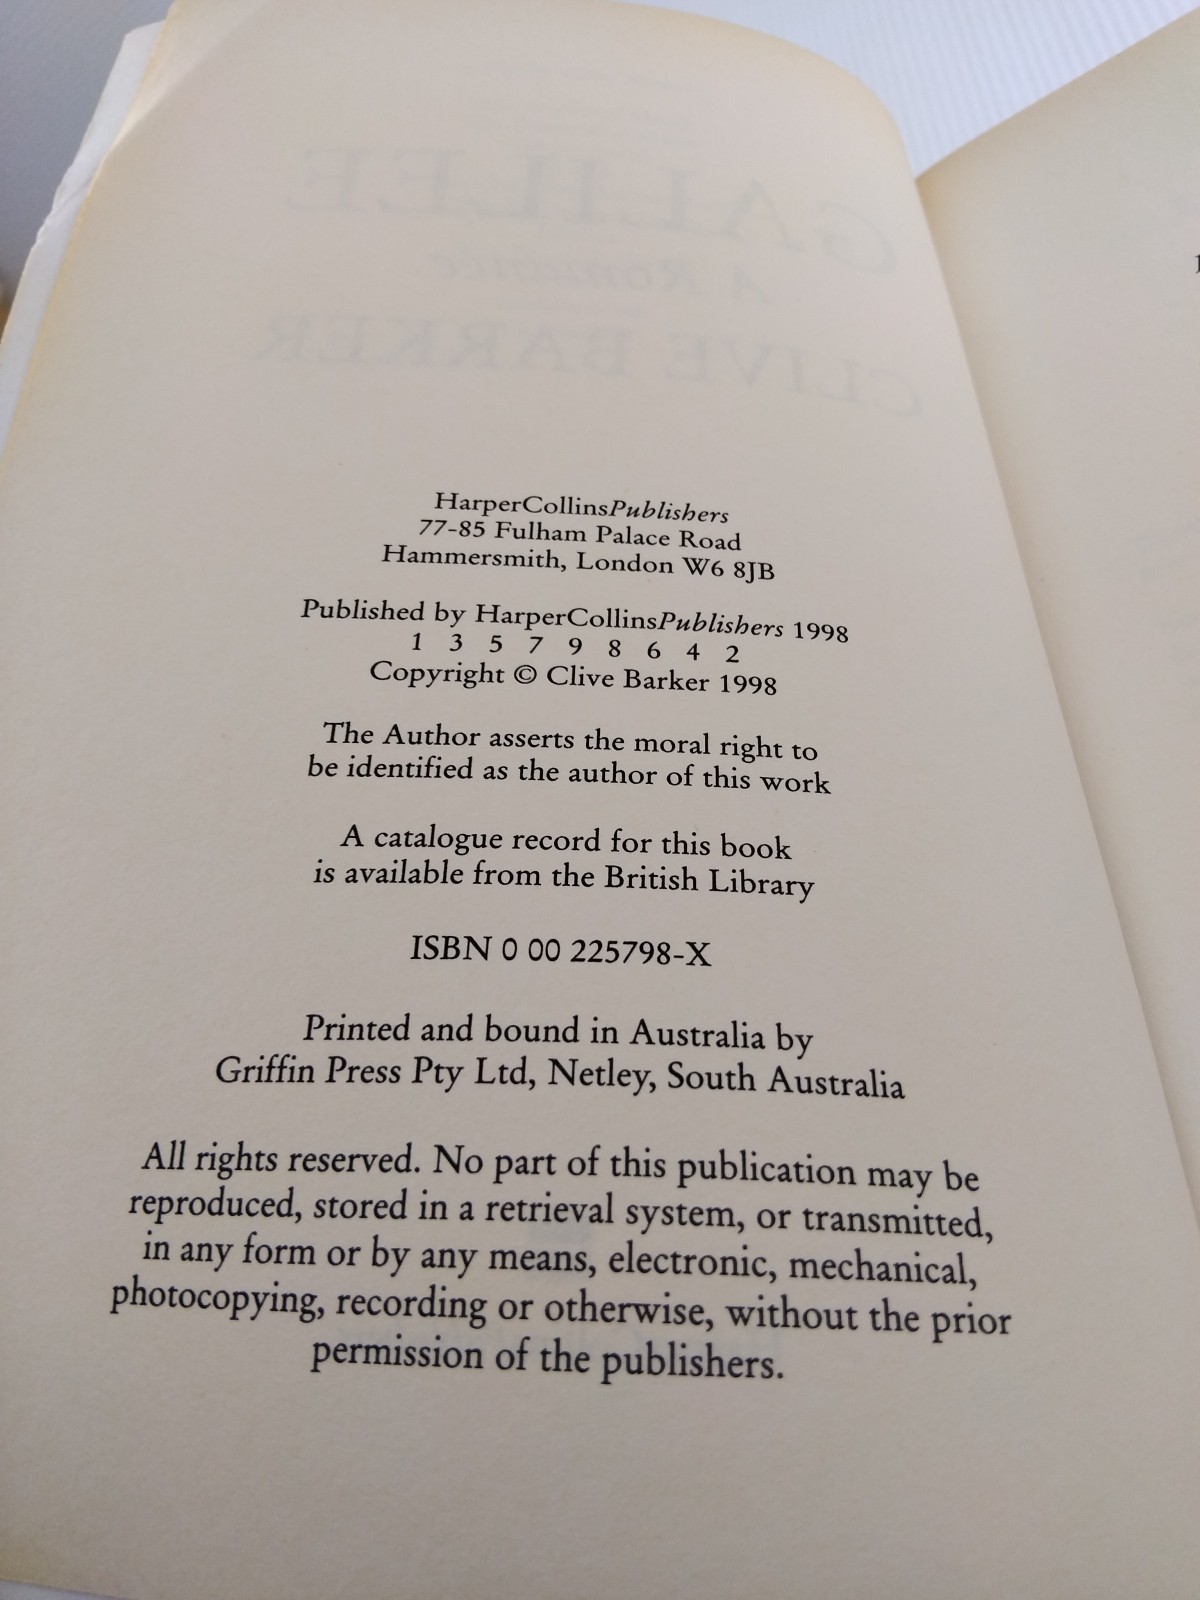 GALILEE
A Romance
CLIVE BARKER
HarperCollinsPublishers
77-85 Fulham Palace Road
Hammersmith, London W6 8JB
Published by HarperCollinsPublishers 1998
1 3 5 7 9 8 6 4 2
Copyright © Clive Barker 1998
The Author asserts the moral right to
be identified as the author of this work
A catalogue record for this book
is available from the British Library
ISBN 0 00 225798-X
Printed and bound in Australia by
Griffin Press Pty Ltd, Netley, South Australia
All rights reserved. No part of this publication may be
reproduced, stored in a retrieval system, or transmitted,
in any form or by any means, electronic, mechanical,
photocopying, recording or otherwise, without the prior
permission of the publishers.